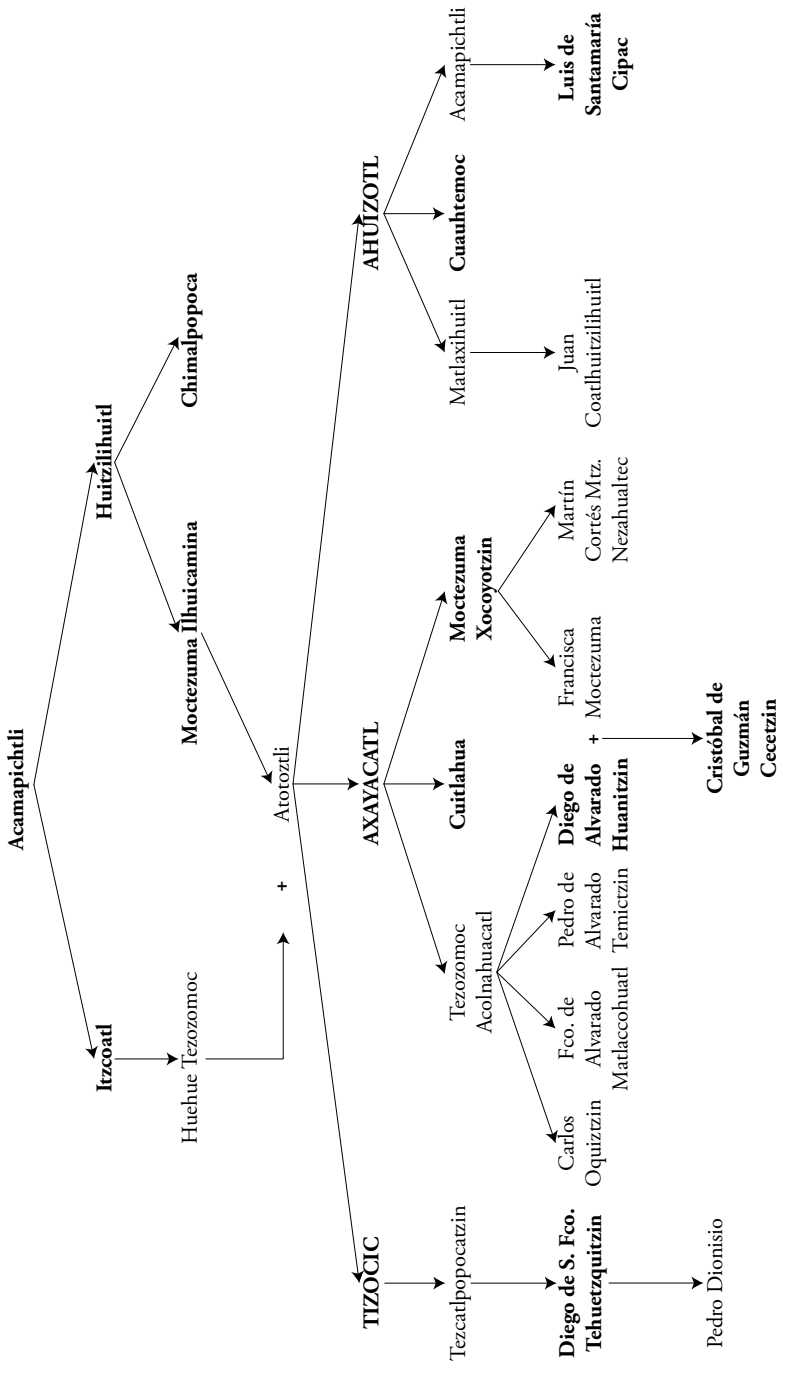 Acamapichtli
Itzcoatl
Huitzilihuitl
Huehue Tezozomoc
Moctezuma Ilhuicamina
Chimalpopoca
+
Atotoztli
TIZOCIC
AXAYACATL
AHUIZOTL
Tezcatlpopocatzin
Tezozomoc
Acolnahuacatl
Cuitlahua
Moctezuma
Xocoyotzin
Matlaxihuitl
Cuauhtemoc
Acamapichtli
Diego de S. Fco.
Tehuetzquitzin
Carlos
Oquiztzin
Fco. de
Alvarado
Matlaccohuatl
Pedro de
Alvarado
Temictzin
Diego de
Alvarado
Huanitzin
+
Francisca
Moctezuma
Martín
Cortés Mtz.
Nezahualtec
Juan
Coatlhuitzilihuitl
Luis de
Santamaría
Cipac
Pedro Dionisio
Cristóbal de
Guzmán
Cecetzin